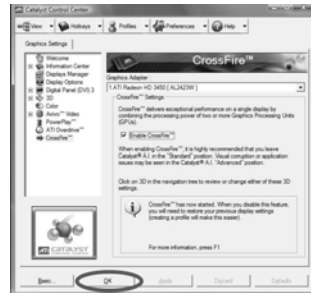 Catalyst Control Center
View Hotkeys Profiles Preferences Help
Graphics Settings
Welcome
Information Center
Displays Manager
Display Options
Digital Panel (DVI) 3
3D
Color
Avivo™ Video
PowerPlay™
ATI Overdrive™
CrossFire™
CATALYST
CrossFire™
Graphics Adapter:
1.ATI Radeon HD 3450 [ AL2423W ]
CrossFire™ Settings
CrossFire™ delivers exceptional performance on a single display by
combining the processing power of two or more Graphics Processing Units
(GPUs).
Enable CrossFire™
When enabling CrossFire™, it is highly recommended that you leave
Catalyst® A.I. in the "Standard" position. Visual corruption or application
issues may be seen in the Catalyst® A.I. "Advanced" position.
Click on 3D in the navigation tree to review or change either of these 3D
settings.
CrossFire™ has now started. When you disable this feature,
you will need to restore your previous display settings
(creating a profile will make this easier).
For more information, press F1
Basic... OK Apply Discard Defaults